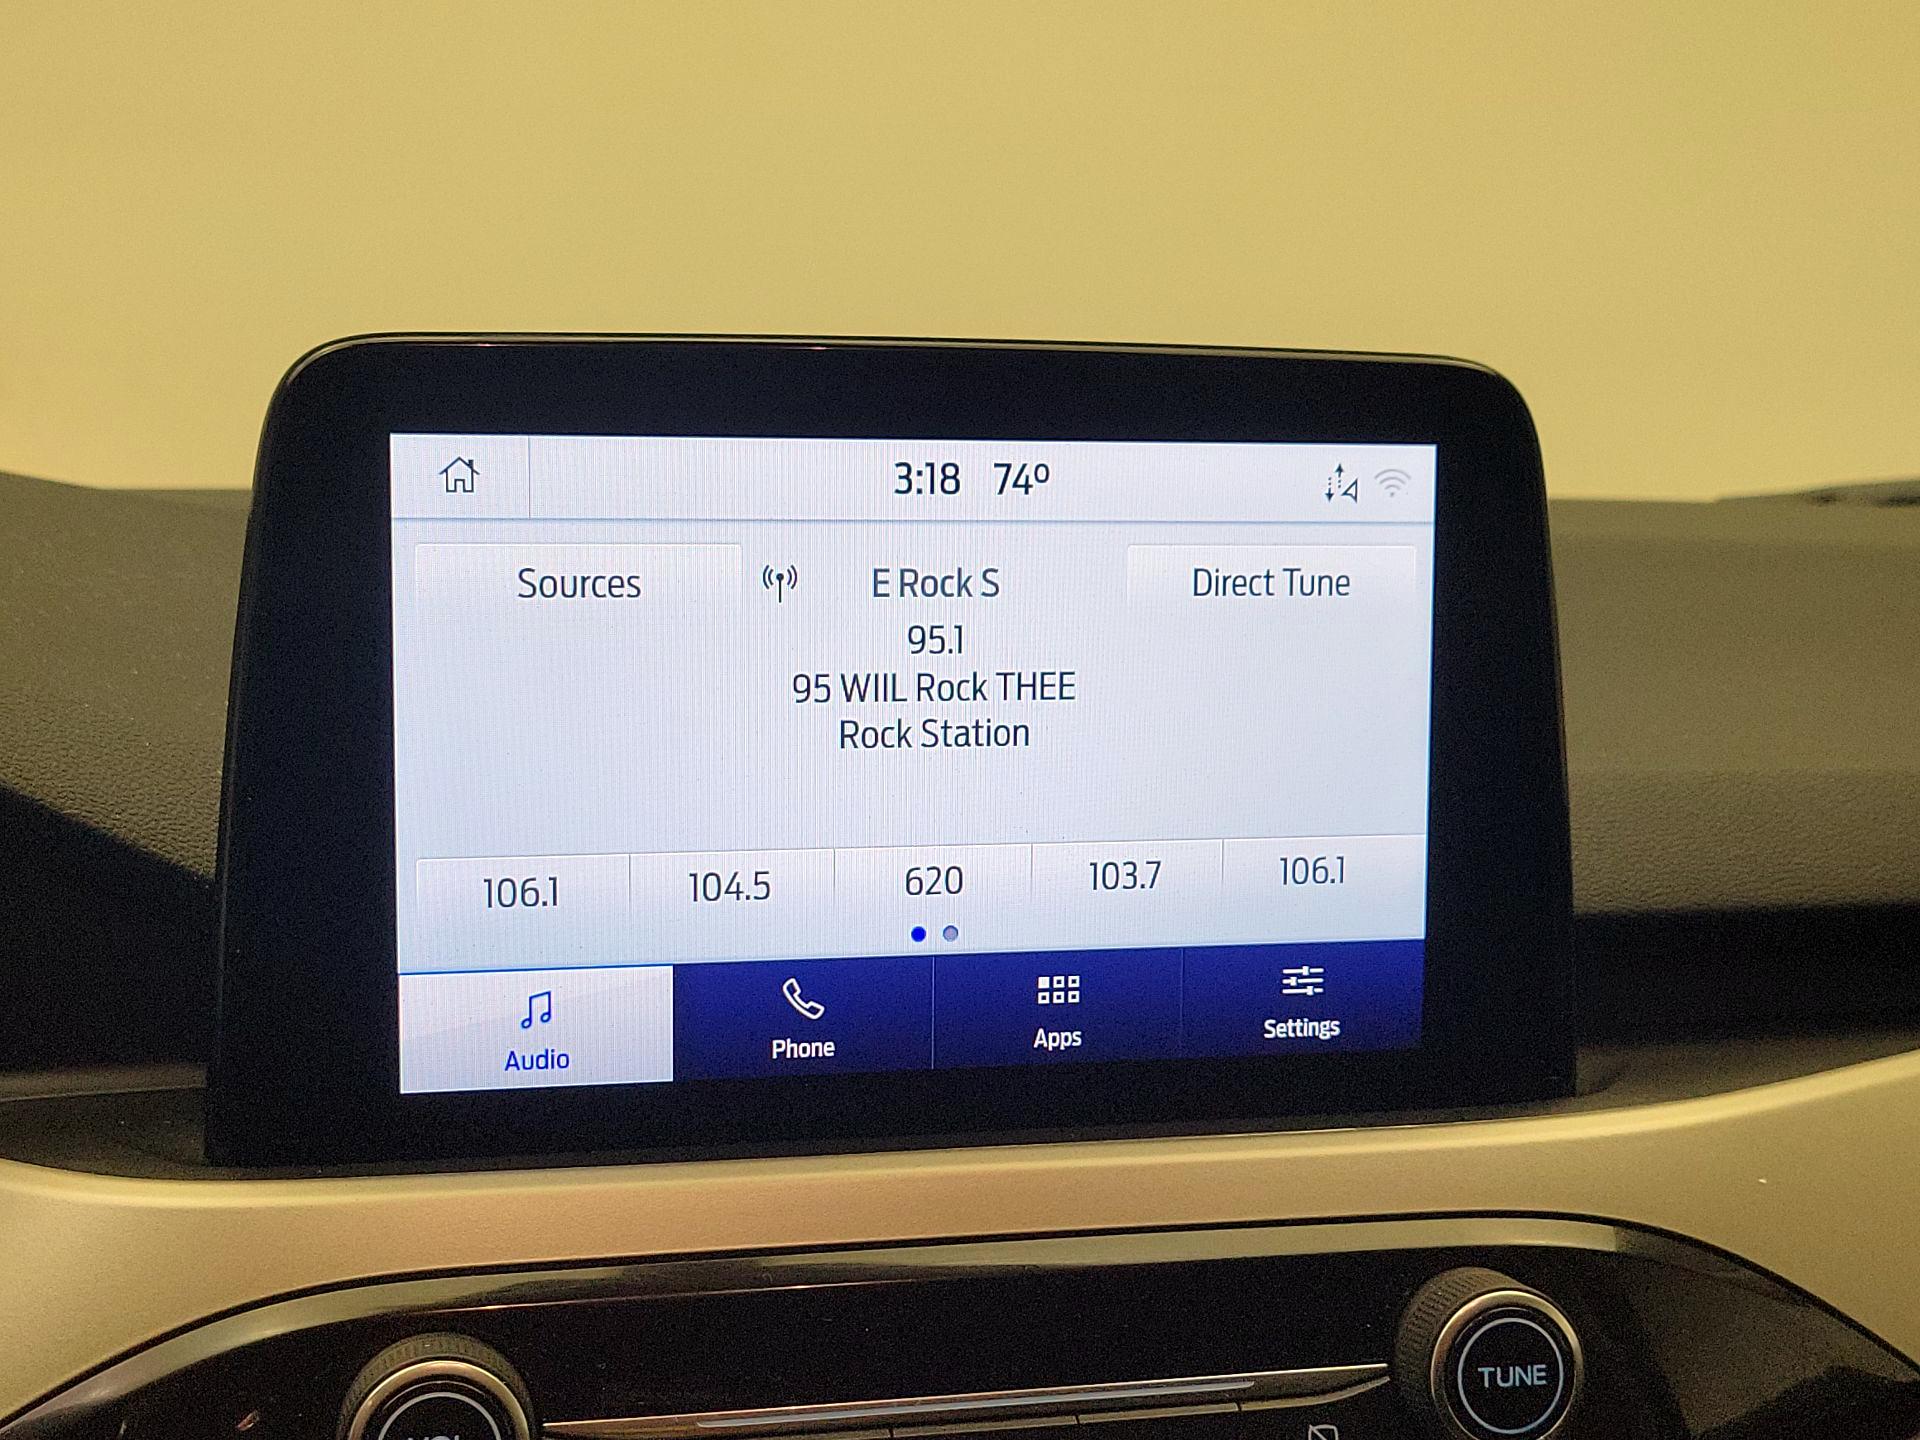 3:18 74º
Sources
E Rock S
Direct Tune
95.1
95 WIIL Rock THEE
Rock Station
106.1
104.5
620
103.7
106.1
Audio
Phone
Apps
Settings
TUNE